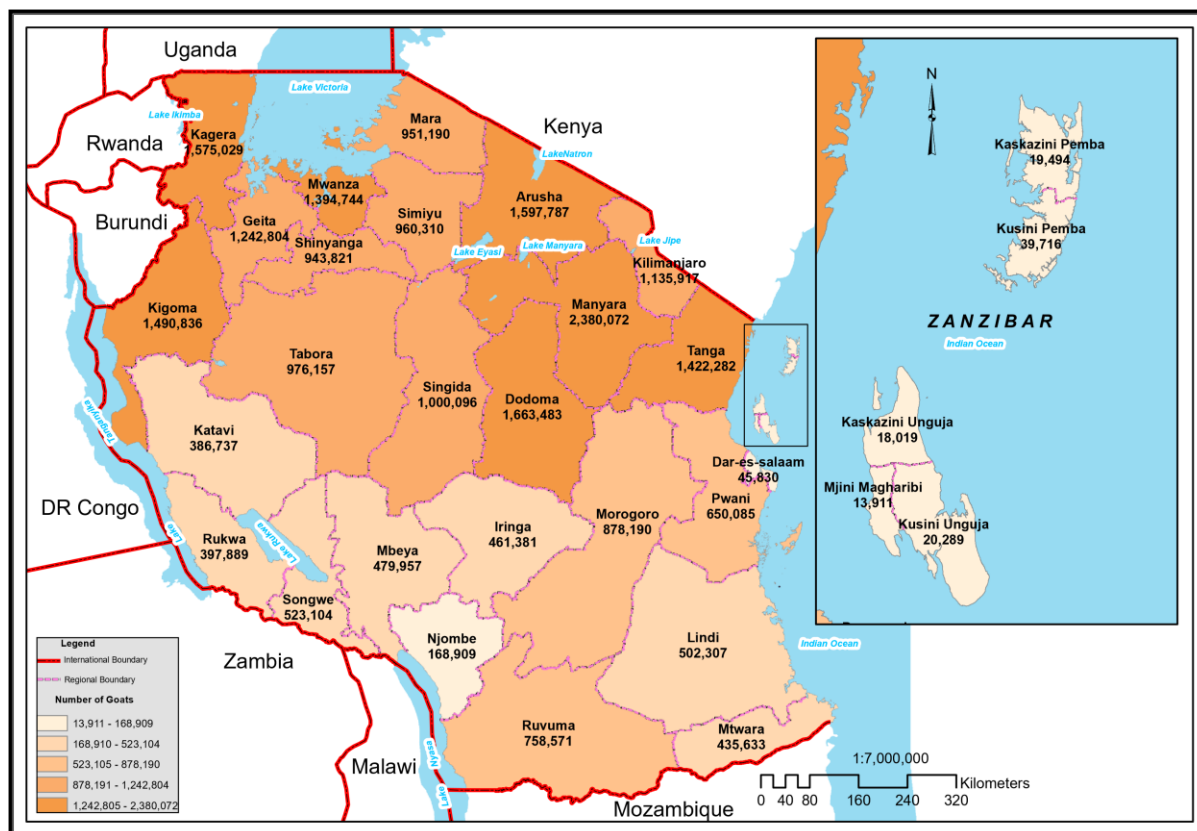 Uganda
Lake Victoria
Lake Ikimba
Rwanda
Kagera
1,575,029
Mara
951,190
Kenya
LakeNatron
Burundi
Mwanza
1,394,744
Geita
1,242,804
Simiyu
960,310
Arusha
1,597,787
Shinyanga
943,821
Lake Eyasi
Lake Manyara
Lake Jipe
Kilimanjaro
1,135,917
Kigoma
1,490,836
Tabora
976,157
Singida
1,000,096
Manyara
2,380,072
Dodoma
1,663,483
Tanga
1,422,282
Katavi
386,737
Lake
Tanganyika
DR Congo
Rukwa
397,889
Lake Rukwa
Mbeya
479,957
Iringa
461,381
Morogoro
878,190
Dar-es-salaam
45,830
Pwani
650,085
Songwe
523,104
Zambia
Njombe
168,909
Lindi
502,307
Indian Ocean
Ruvuma
758,571
Mtwara
435,633
Malawi
Lake
Nyasa
Mozambique
N
Kaskazini Pemba
19,494
Kusini Pemba
39,716
ZANZIBAR
Indian Ocean
Kaskazini Unguja
18,019
Mjini Magharibi
13,911
Kusini Unguja
20,289
Legend
International Boundary
Regional Boundary
Number of Goats
13,911 - 168,909
168,910 - 523,104
523,105 - 878,190
878,191 - 1,242,804
1,242,805 - 2,380,072
1:7,000,000
Kilometers
0 40 80 160 240 320